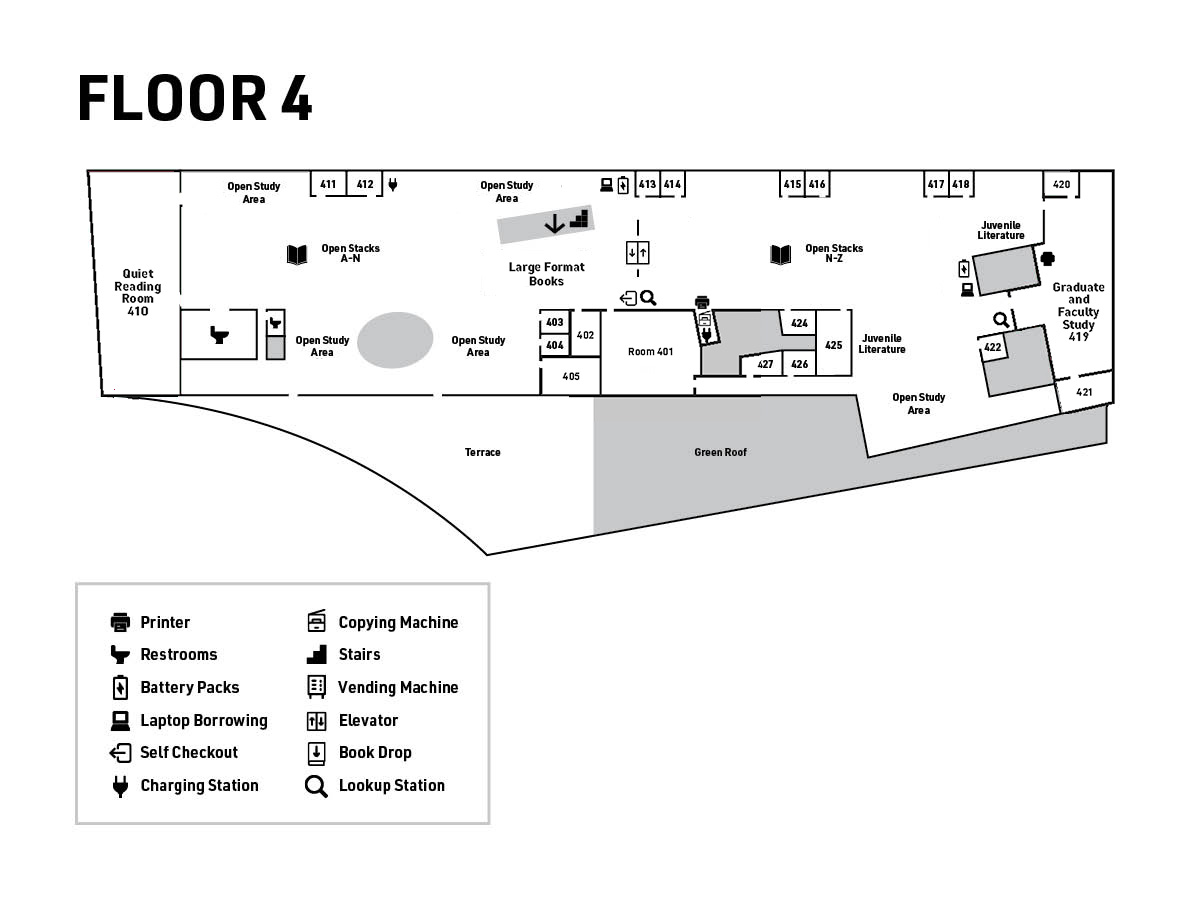 FLOOR 4
Open Study
Area
411
412
Open Study
Area
413
414
415
416
417
418
420
Open Stacks
A-N
Large Format
Books
Open Stacks
N-Z
Juvenile
Literature
Quiet
Reading
Room
410
Graduate
and
Faculty
Study
419
Open Study
Area
Open Study
Area
403
404
402
405
Room 401
424
425
427
426
Juvenile
Literature
422
421
Open Study
Area
Terrace
Green Roof
Printer
Restrooms
Battery Packs
Laptop Borrowing
Self Checkout
Charging Station
Copying Machine
Stairs
Vending Machine
Elevator
Book Drop
Lookup Station